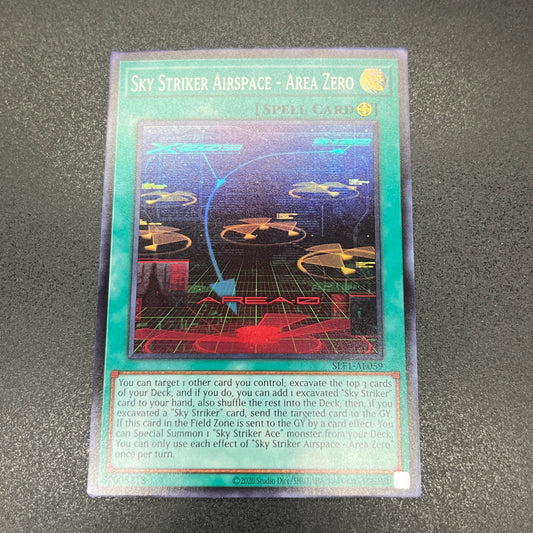 SKY STRIKER AIRSPACE - AREA ZERO
[SPELL CARD]
AREA-0
SLF1-AE059
You can target 1 other card you control; excavate the top 3 cards
of your Deck, and if you do, you can add 1 excavated "Sky Striker"
card to your hand, also shuffle the rest into the Deck, then, if you
excavated a "Sky Striker" card, send the targeted card to the GY.
If this card in the Field Zone is sent to the GY by a card effect: You
can Special Summon 1 "Sky Striker Ace" monster from your Deck.
You can only use each effect of "Sky Striker Airspace - Area Zero"
once per turn.
©2020 Studio Dice/SHUEISHA